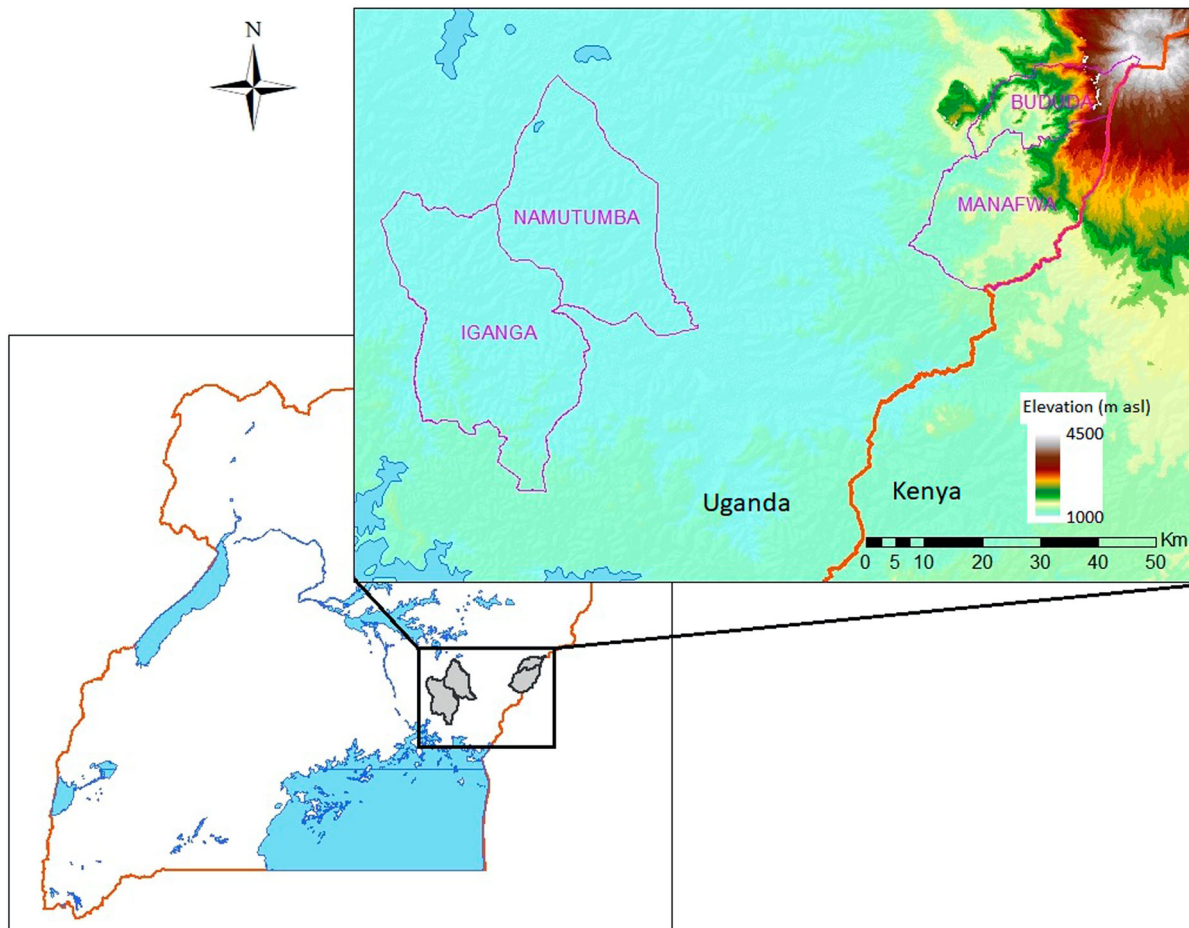 N
BUDUDA
MANAFWA
NAMUTUMBA
IGANGA
Elevation (m asl)
4500
1000
Uganda
Kenya
Km
0 5 10 20 30 40 50